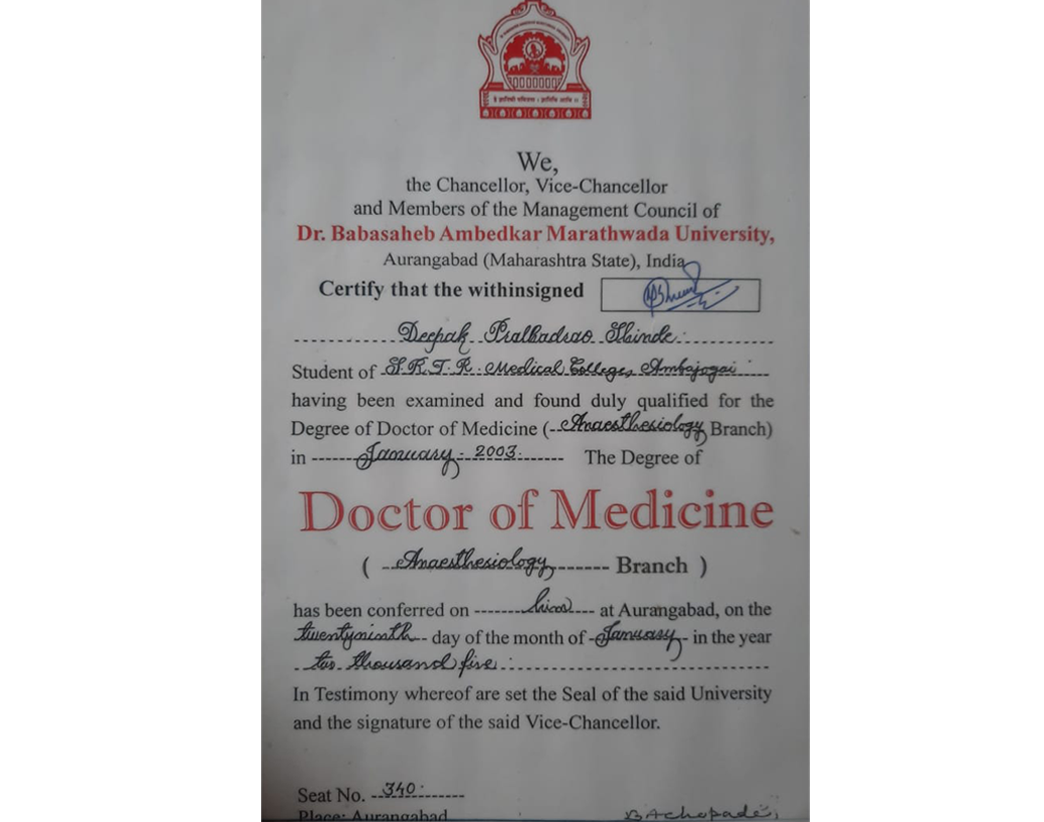 We,
the Chancellor, Vice-Chancellor
and Members of the Management Council of
Dr. Babasaheb Ambedkar Marathwada University,
Aurangabad (Maharashtra State), India
Certify that the withinsigned
Deepak Pralhadrao Shinde
Student of S. R. T. R. Medical College, Ambajogai
having been examined and found duly qualified for the
Degree of Doctor of Medicine (Anaesthesiology Branch)
in January - 2003. The Degree of
Doctor of Medicine
( Anaesthesiology Branch )
has been conferred on him at Aurangabad, on the
twentyninth day of the month of January in the year
two thousand five
In Testimony whereof are set the Seal of the said University
and the signature of the said Vice-Chancellor.
Seat No. 340
Place: Aurangabad